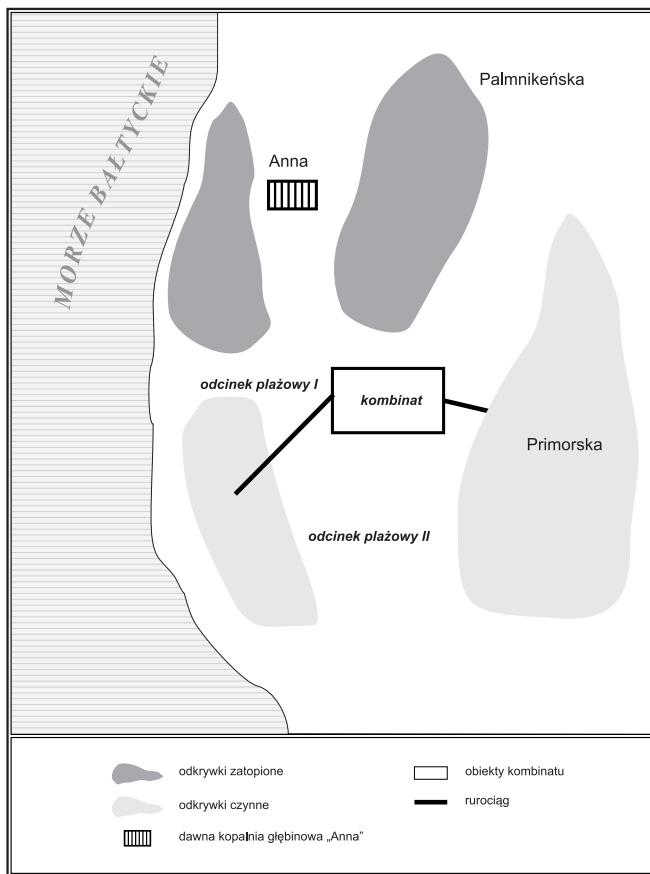 MORZE BAŁTYCKIE
Palmnikeńska
Anna
odcinek plażowy I
kombinat
Primorska
odcinek plażowy II
odkrywki zatopione
obiekty kombinatu
odkrywki czynne
rurociąg
dawna kopalnia głębinowa „Anna”